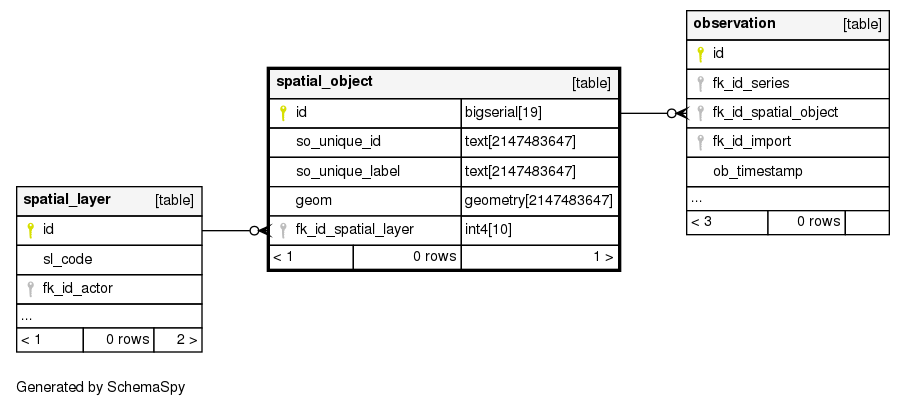 observation [table]
id
fk_id_series
fk_id_spatial_object
fk_id_import
ob_timestamp
...
< 3 0 rows
spatial_object [table]
id bigserial[19]
so_unique_id text[2147483647]
so_unique_label text[2147483647]
geom geometry[2147483647]
fk_id_spatial_layer int4[10]
< 1 0 rows 1 >
spatial_layer [table]
id
sl_code
fk_id_actor
...
< 1 0 rows 2 >
Generated by SchemaSpy